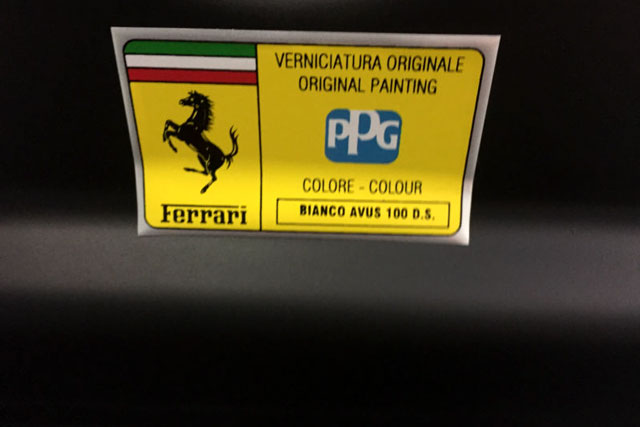 Ferrari
VERNICIATURA ORIGINALE
ORIGINAL PAINTING
PPG
COLORE - COLOUR
BIANCO AVUS 100 D.S.